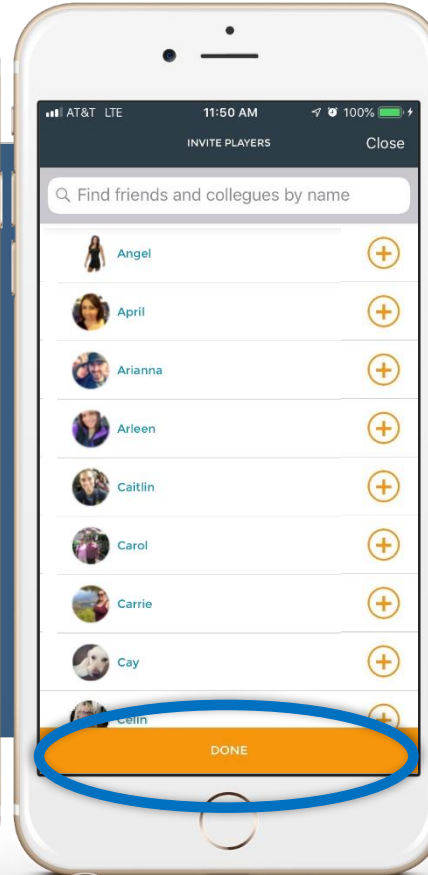 AT&T LTE 11:50 AM 100%
INVITE PLAYERS Close
Find friends and collegues by name
Angel
April
Arianna
Arleen
Caitlin
Carol
Carrie
Cay
Celin
DONE